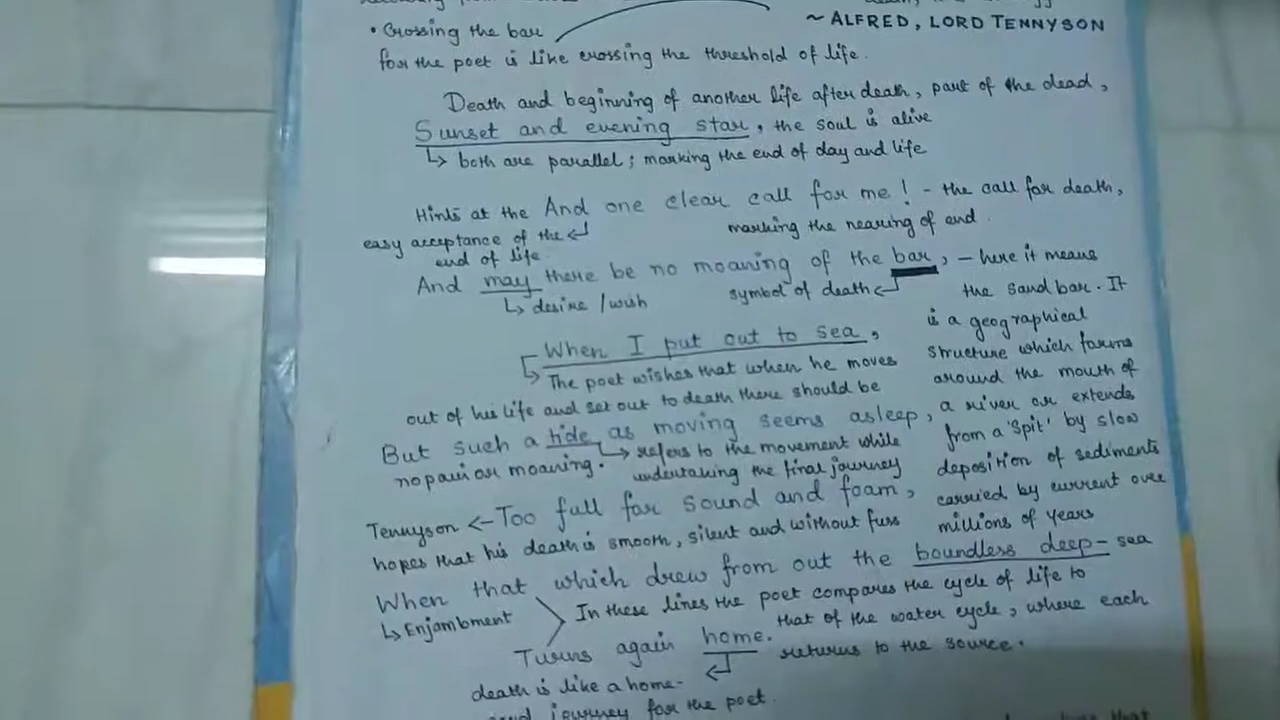 ~ ALFRED, LORD TENNYSON
• Crossing the bar
for the poet is like crossing the threshold of life.
Death and beginning of another life after death, part of the dead,
Sunset and evening star, the soul is alive
↳ both are parallel; marking the end of day and life
Hints at the And one clear call for me! - the call for death,
easy acceptance of the ↵ marking the nearing of end.
end of life.
And may there be no moaning of the bar, - here it means
↳ desire / wish symbol of death ↵ the sand bar. It
is a geographical
When I put out to sea, structure which forms
↳ The poet wishes that when he moves around the mouth of
out of his life and set out to death there should be
But such a tide as moving seems asleep, a river or extends
no pain or moaning. ↳ refers to the movement while from a 'Spit' by slow
undertaking the final journey deposition of sediments
Tennyson <- Too full for sound and foam, carried by current over
hopes that his death is smooth, silent and without fuss millions of years
When that which drew from out the boundless deep - sea
↳ Enjambment > In these lines the poet compares the cycle of life to
that of the water cycle, where each
Turns again home. returns to the source.
death is like a home- ↵
journey for the poet.
that